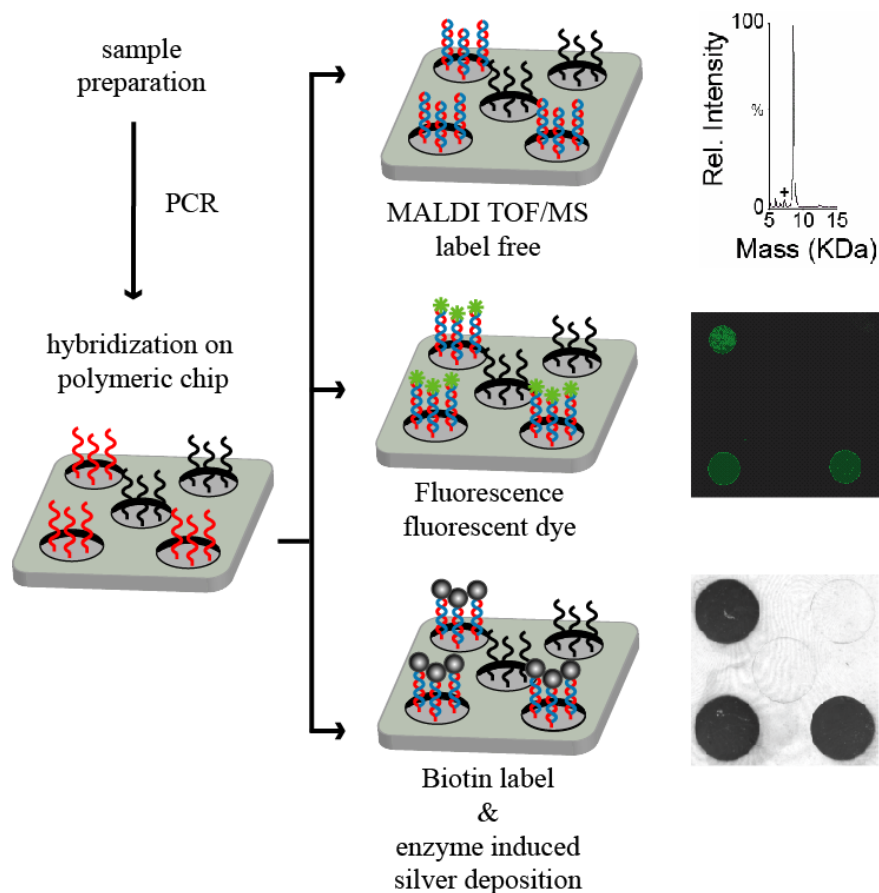 sample
preparation
PCR
hybridization on
polymeric chip
MALDI TOF/MS
label free
100
%
0
Rel. Intensity
+
5 10 15
Mass (KDa)
Fluorescence
fluorescent dye
Biotin label
&
enzyme induced
silver deposition